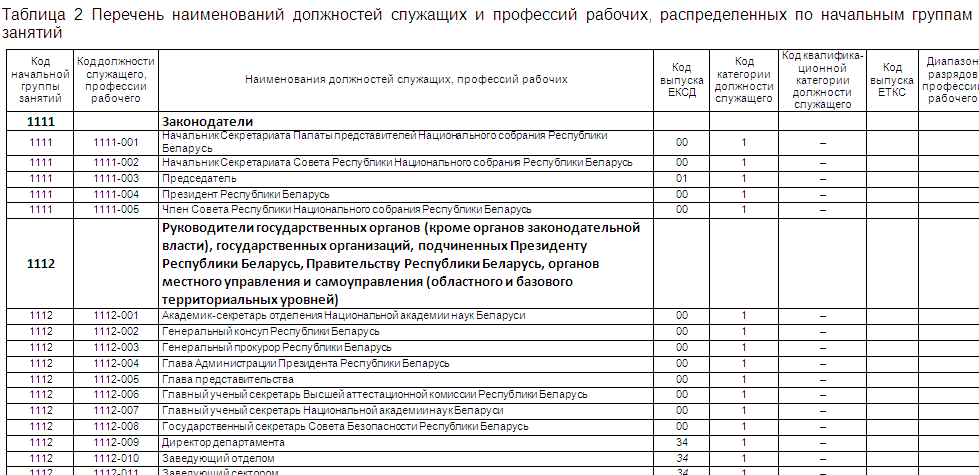 Таблица 2 Перечень наименований должностей служащих и профессий рабочих, распределенных по начальным группам
занятий
Код начальной группы занятий | Код должности служащего, профессии рабочего | Наименования должностей служащих, профессий рабочих | Код выпуска ЕКСД | Код категории должности служащего | Код квалифика-ционной категории должности служащего | Код выпуска ЕТКС | Диапазон разрядов профессии рабочего
1111 Законодатели
1111 1111-001 Начальник Секретариата Палаты представителей Национального собрания Республики
Беларусь 00 1 –
1111 1111-002 Начальник Секретариата Совета Республики Национального собрания Республики Беларусь 00 1 –
1111 1111-003 Председатель 01 1 –
1111 1111-004 Президент Республики Беларусь 00 1 –
1111 1111-005 Член Совета Республики Национального собрания Республики Беларусь 00 1 –
1112 Руководители государственных органов (кроме органов законодательной
власти), государственных организаций, подчиненных Президенту
Республики Беларусь, Правительству Республики Беларусь, органов
местного управления и самоуправления (областного и базового
территориальных уровней)
1112 1112-001 Академик-секретарь отделения Национальной академии наук Беларуси 00 1 –
1112 1112-002 Генеральный консул Республики Беларусь 00 1 –
1112 1112-003 Генеральный прокурор Республики Беларусь 00 1 –
1112 1112-004 Глава Администрации Президента Республики Беларусь 00 1 –
1112 1112-005 Глава представительства 00 1 –
1112 1112-006 Главный ученый секретарь Высшей аттестационной комиссии Республики Беларусь 00 1 –
1112 1112-007 Главный ученый секретарь Национальной академии наук Беларуси 00 1 –
1112 1112-008 Государственный секретарь Совета Безопасности Республики Беларусь 00 1 –
1112 1112-009 Директор департамента 34 1 –
1112 1112-010 Заведующий отделом 34 1 –
1112 1112-011 Заведующий сектором 34 1 –